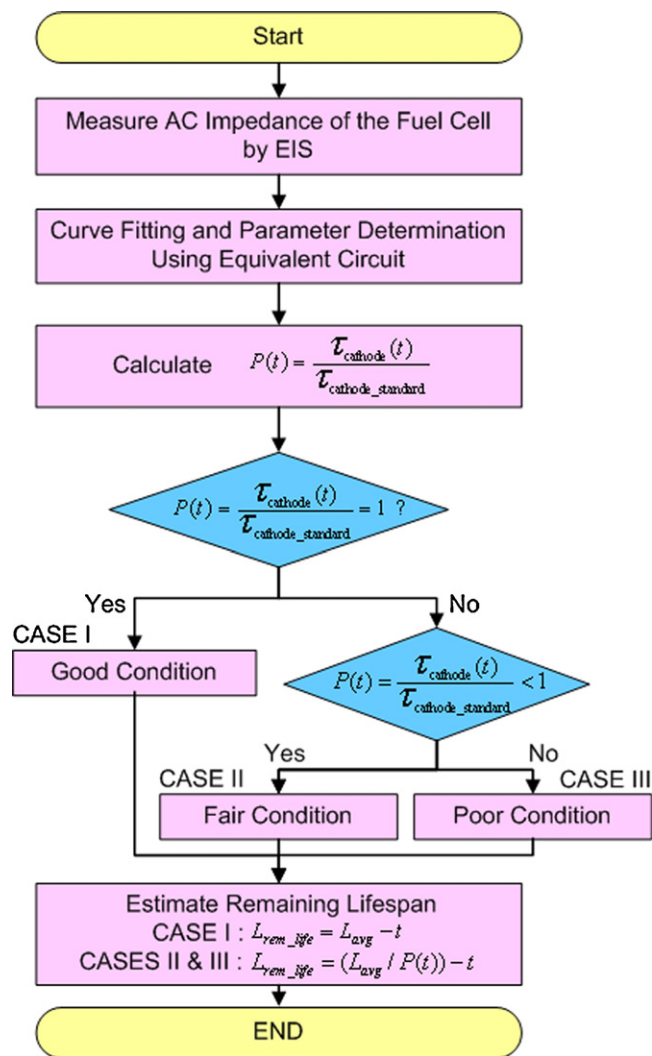 Start
Measure AC Impedance of the Fuel Cell
by EIS
Curve Fitting and Parameter Determination
Using Equivalent Circuit
Calculate P(t) = τcathode(t) / τcathode_standard
P(t) = τcathode(t) / τcathode_standard = 1 ?
Yes
No
CASE I
Good Condition
P(t) = τcathode(t) / τcathode_standard < 1
Yes
No
CASE II
CASE III
Fair Condition
Poor Condition
Estimate Remaining Lifespan
CASE I : Lrem_life = Lavg − t
CASES II & III : Lrem_life = (Lavg / P(t)) − t
END